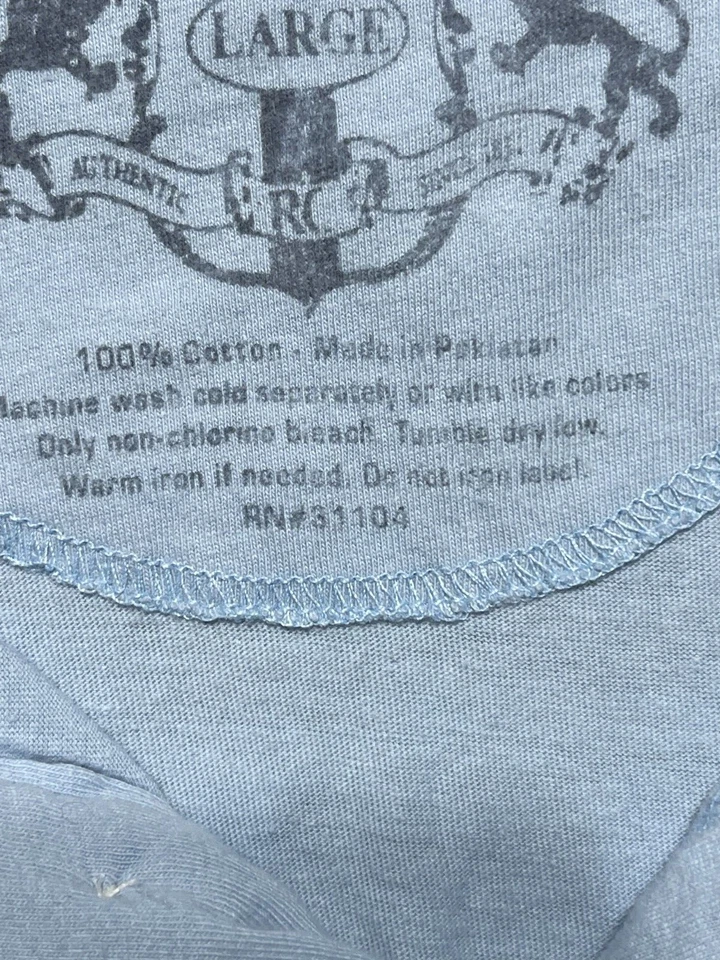 LARGE
AUTHENTIC
RC
SINCE
100% Cotton - Made in Pakistan
Machine wash cold separately or with like colors
Only non-chlorine bleach. Tumble dry low.
Warm iron if needed. Do not iron label.
RN#31104